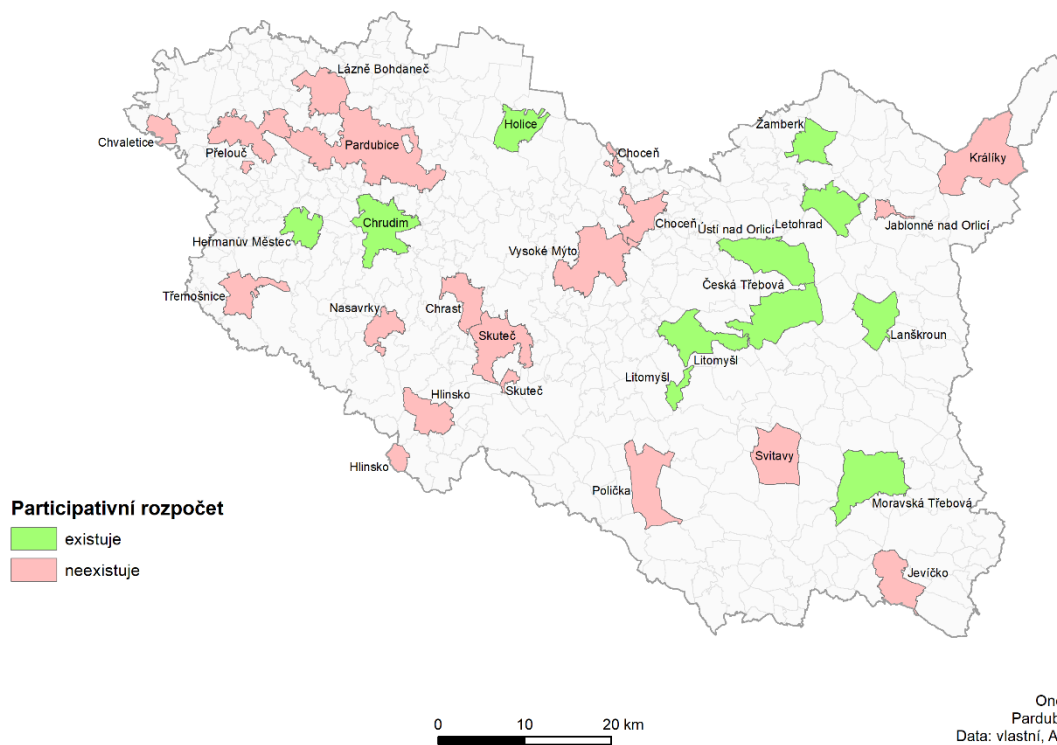 Lázně Bohdaneč
Holice
Žamberk
Chvaletice
Přelouč
Pardubice
Choceň
Králíky
Chrudim
Choceň
Ústí nad Orlicí
Letohrad
Jablonné nad Orlicí
Heřmanův Městec
Vysoké Mýto
Třemošnice
Česká Třebová
Nasavrky
Chrast
Skuteč
Lanškroun
Litomyšl
Litomyšl
Skuteč
Hlinsko
Hlinsko
Svitavy
Polička
Moravská Třebová
Jevíčko
Participativní rozpočet
existuje
neexistuje
0 10 20 km
Data: vlastní, A